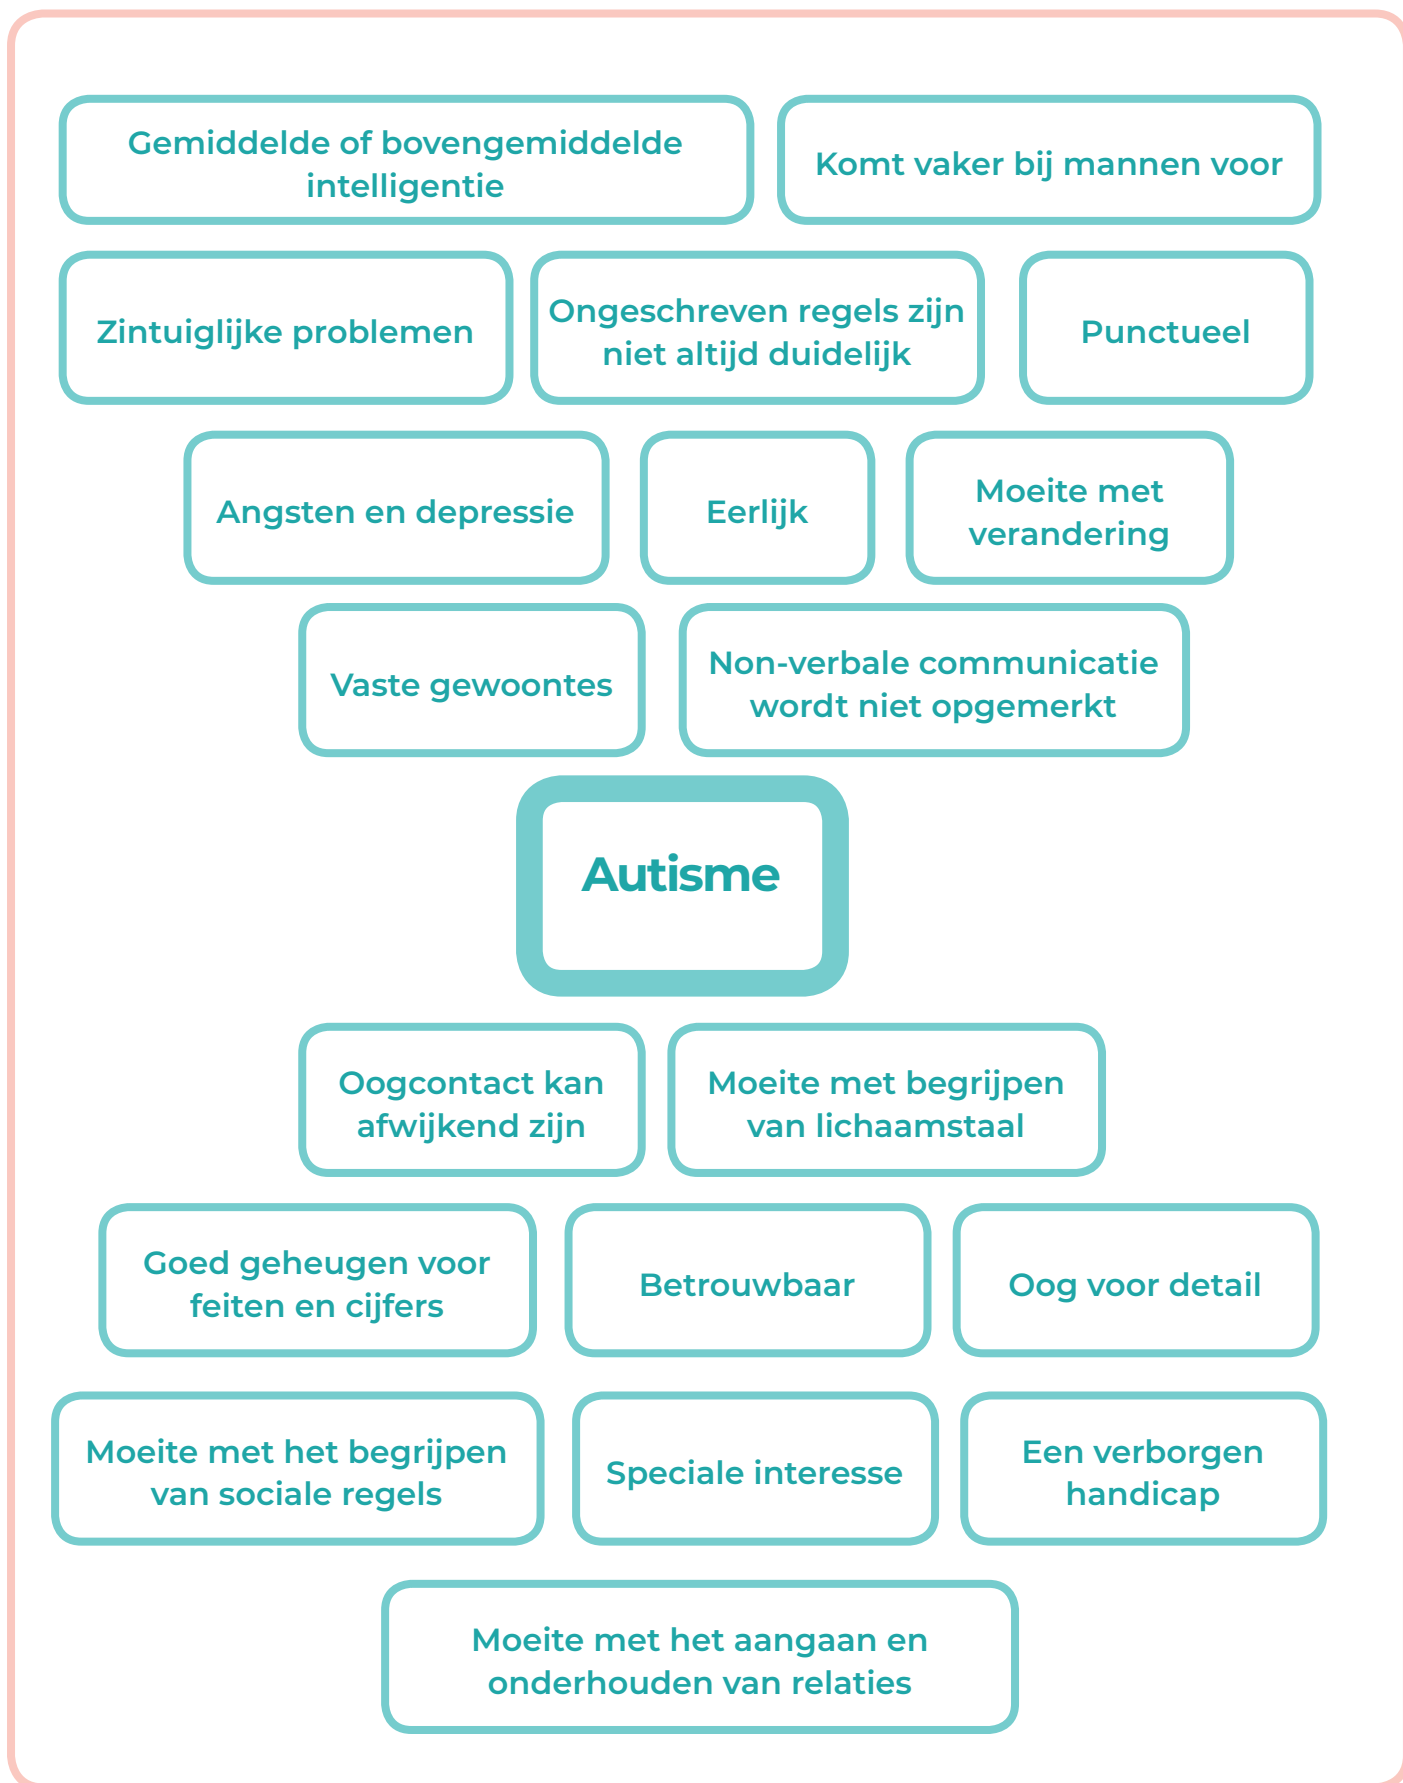 Gemiddelde of bovengemiddelde
intelligentie
Komt vaker bij mannen voor
Zintuiglijke problemen
Ongeschreven regels zijn
niet altijd duidelijk
Punctueel
Angsten en depressie
Eerlijk
Moeite met
verandering
Vaste gewoontes
Non-verbale communicatie
wordt niet opgemerkt
Autisme
Oogcontact kan
afwijkend zijn
Moeite met begrijpen
van lichaamstaal
Goed geheugen voor
feiten en cijfers
Betrouwbaar
Oog voor detail
Moeite met het begrijpen
van sociale regels
Speciale interesse
Een verborgen
handicap
Moeite met het aangaan en
onderhouden van relaties